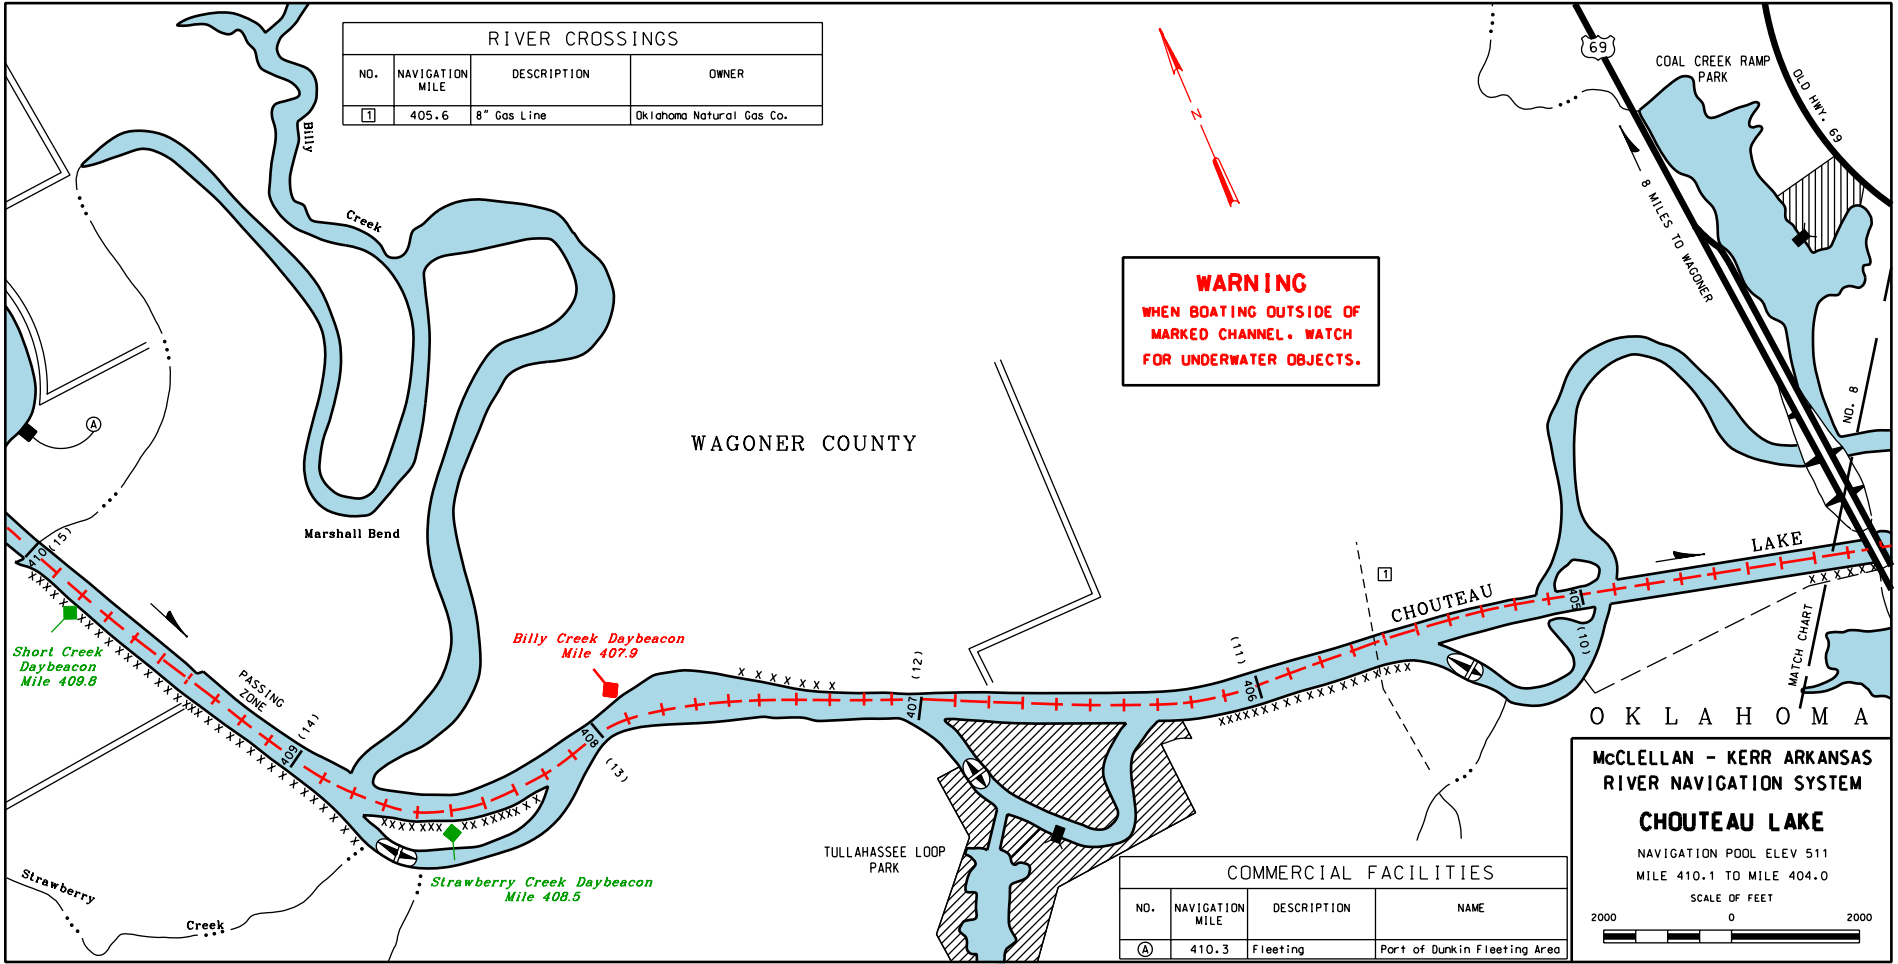 RIVER CROSSINGS
NO. NAVIGATION MILE DESCRIPTION OWNER
1 405.6 8" Gas Line Oklahoma Natural Gas Co.
Billy
Creek
N
69
COAL CREEK RAMP
PARK
OLD HWY. 69
8 MILES TO WAGONER
WARNING
WHEN BOATING OUTSIDE OF
MARKED CHANNEL, WATCH
FOR UNDERWATER OBJECTS.
NO. 8
MATCH CHART
A
WAGONER COUNTY
Marshall Bend
410 (15)
Short Creek
Daybeacon
Mile 409.8
PASSING
ZONE
409 (14)
Billy Creek Daybeacon
Mile 407.9
408
(13)
407
(12)
(11)
406
1
CHOUTEAU
LAKE
405
(10)
OKLAHOMA
Strawberry Creek Daybeacon
Mile 408.5
Strawberry
Creek
TULLAHASSEE LOOP
PARK
COMMERCIAL FACILITIES
NO. NAVIGATION MILE DESCRIPTION NAME
A 410.3 Fleeting Port of Dunkin Fleeting Area
McCLELLAN - KERR ARKANSAS
RIVER NAVIGATION SYSTEM
CHOUTEAU LAKE
NAVIGATION POOL ELEV 511
MILE 410.1 TO MILE 404.0
SCALE OF FEET
2000 0 2000